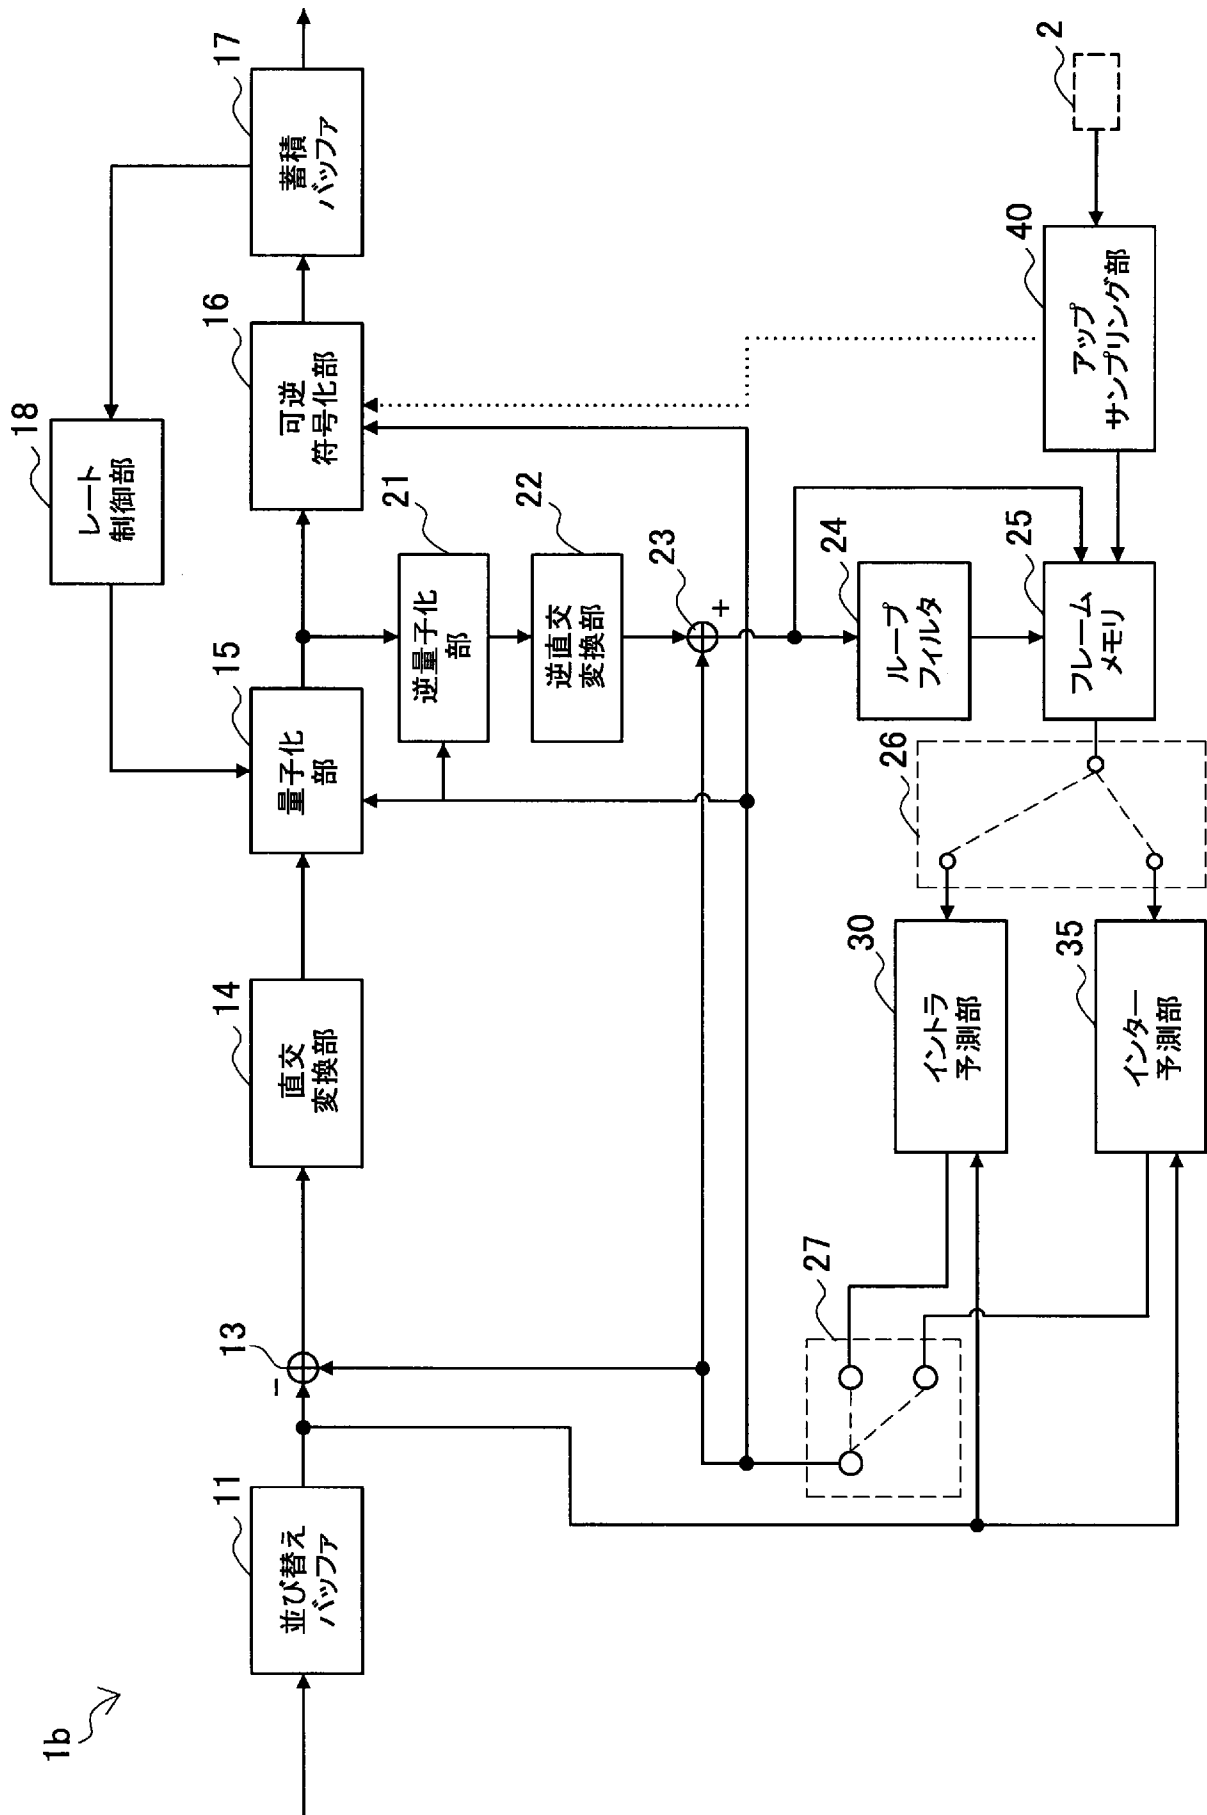 1b
11
並び替え
バッファ
13
−
14
直交
変換部
15
量子化
部
16
可逆
符号化部
17
蓄積
バッファ
18
レート
制御部
21
逆量子化
部
22
逆直交
変換部
23
+
24
ループ
フィルタ
25
フレーム
メモリ
26
27
30
イントラ
予測部
35
インター
予測部
40
アップ
サンプリング部
2